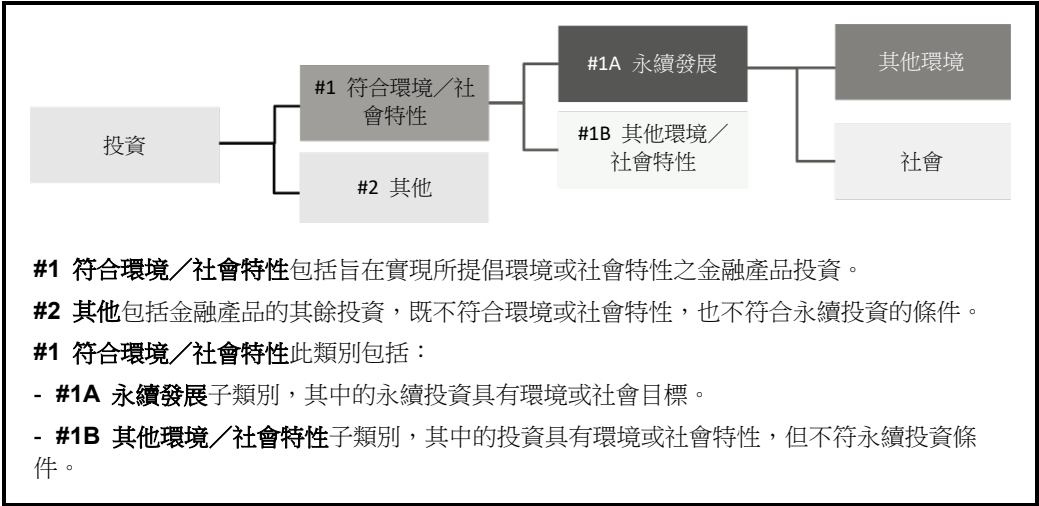 投資
#1 符合環境／社
會特性
#2 其他
#1A 永續發展
#1B 其他環境／
社會特性
其他環境
社會
#1 符合環境／社會特性包括旨在實現所提倡環境或社會特性之金融產品投資。
#2 其他包括金融產品的其餘投資，既不符合環境或社會特性，也不符合永續投資的條件。
#1 符合環境／社會特性此類別包括：
- #1A 永續發展子類別，其中的永續投資具有環境或社會目標。
- #1B 其他環境／社會特性子類別，其中的投資具有環境或社會特性，但不符永續投資條
件。